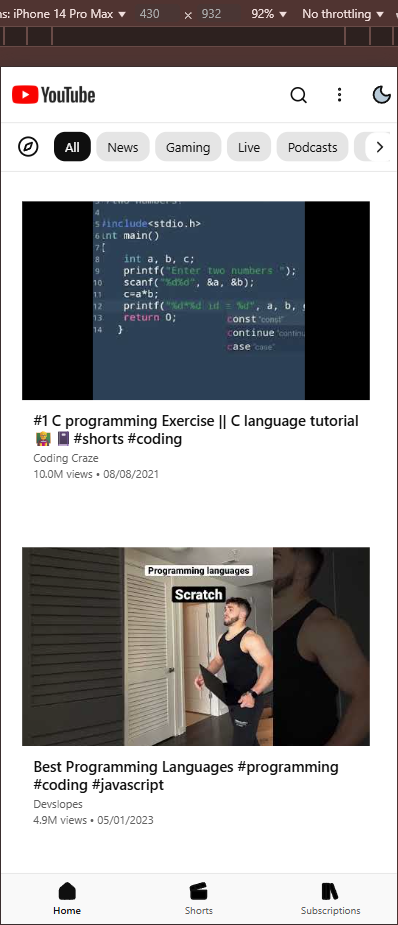 ns: iPhone 14 Pro Max 430 × 932 92% No throttling
YouTube
All News Gaming Live Podcasts
4
5 #include<stdio.h>
6 int main()
7 {
8 int a, b, c;
9 printf("Enter two numbers ");
10 scanf("%d%d", &a, &b);
11 c=a*b;
12 printf("%d*%d id = %d", a, b, c
13 return 0; const "const"
14 } continue "continu
case "case"
#1 C programming Exercise || C language tutorial
👩‍🏫 📓 #shorts #coding
Coding Craze
10.0M views • 08/08/2021
Programming languages
Scratch
Best Programming Languages #programming
#coding #javascript
Devslopes
4.9M views • 05/01/2023
Home Shorts Subscriptions